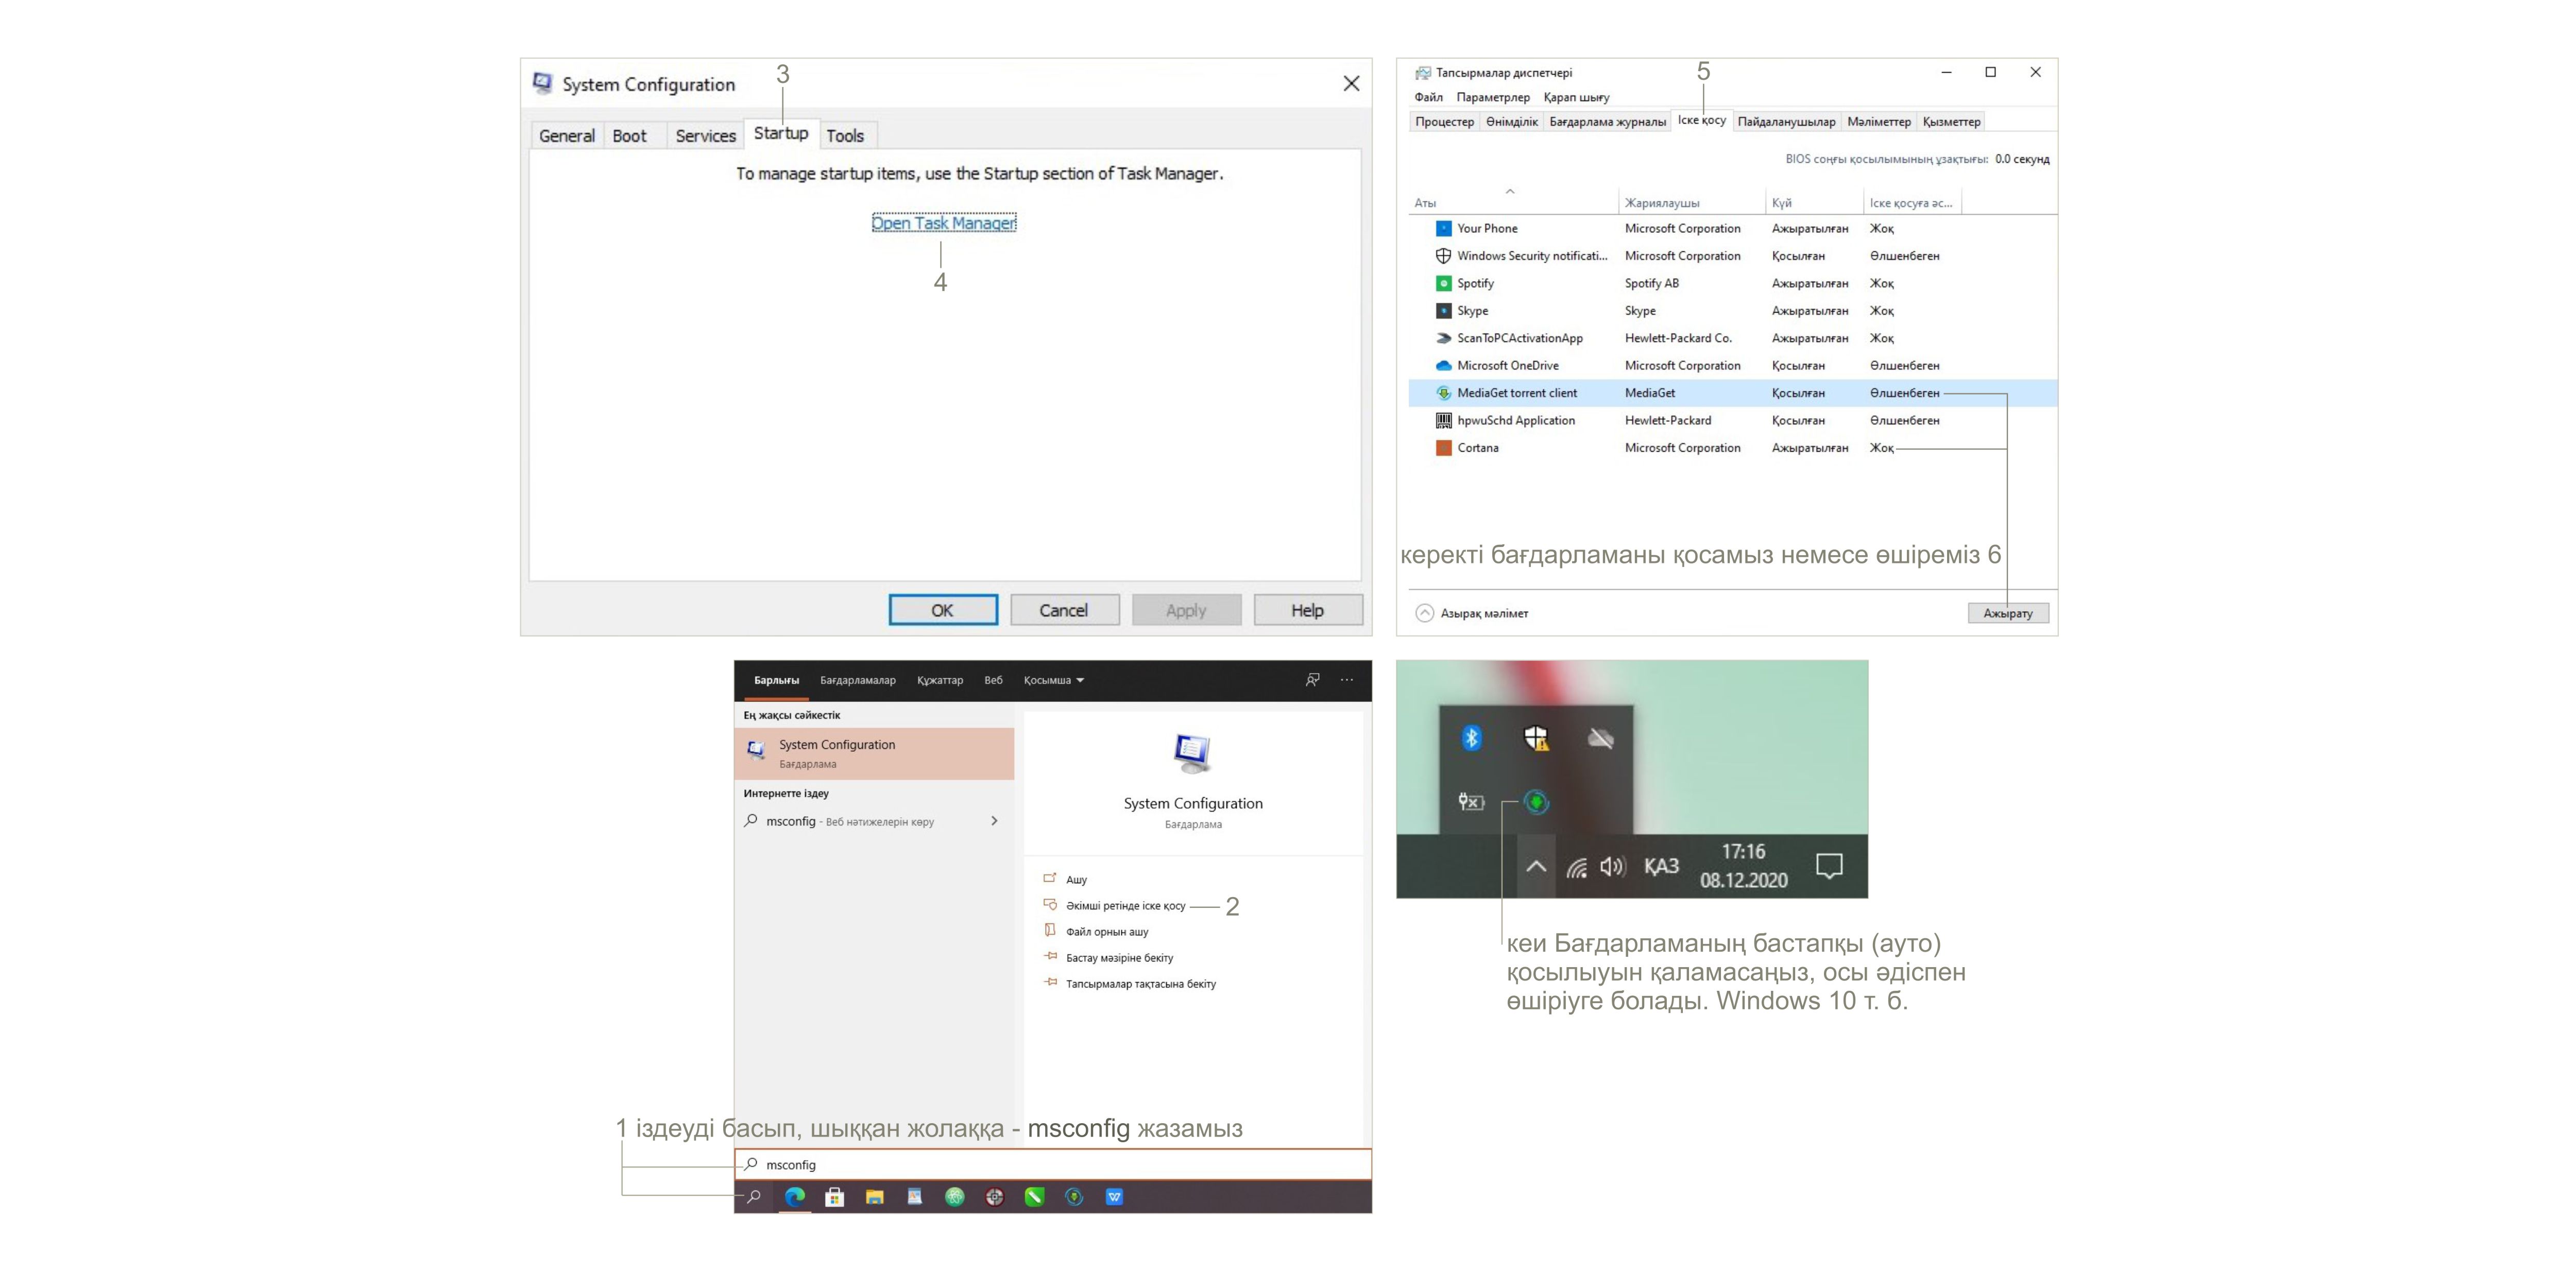 System Configuration
3
General Boot Services Startup Tools
To manage startup items, use the Startup section of Task Manager.
Open Task Manager
4
OK Cancel Apply Help
Тапсырмалар диспетчері
5
Файл Параметрлер Қарап шығу
Процестер Өнімділік Бағдарлама журналы Іске қосу Пайдаланушылар Мәліметтер Қызметтер
BIOS соңғы қосылымының ұзақтығы: 0.0 секунд
Аты Жариялаушы Күй Іске қосуға әс...
Your Phone Microsoft Corporation Ажыратылған Жоқ
Windows Security notificati... Microsoft Corporation Қосылған Өлшенбеген
Spotify Spotify AB Ажыратылған Жоқ
Skype Skype Ажыратылған Жоқ
ScanToPCActivationApp Hewlett-Packard Co. Ажыратылған Жоқ
Microsoft OneDrive Microsoft Corporation Қосылған Өлшенбеген
MediaGet torrent client MediaGet Қосылған Өлшенбеген
hpwuSchd Application Hewlett-Packard Қосылған Өлшенбеген
Cortana Microsoft Corporation Ажыратылған Жоқ
керекті бағдарламаны қосамыз немесе өшіреміз 6
Азырақ мәлімет Ажырату
Барлығы Бағдарламалар Құжаттар Веб Қосымша
Ең жақсы сәйкестік
System Configuration
Бағдарлама
Интернетте іздеу
msconfig - Веб нәтижелерін көру
System Configuration
Бағдарлама
Ашу
Әкімші ретінде іске қосу 2
Файл орнын ашу
Бастау мәзіріне бекіту
Тапсырмалар тақтасына бекіту
1 іздеуді басып, шыққан жолаққа - msconfig жазамыз
msconfig
ҚАЗ
17:16
08.12.2020
кеи Бағдарламаның бастапқы (ауто)
қосылыуын қаламасаңыз, осы әдіспен
өшіріуге болады. Windows 10 т. б.